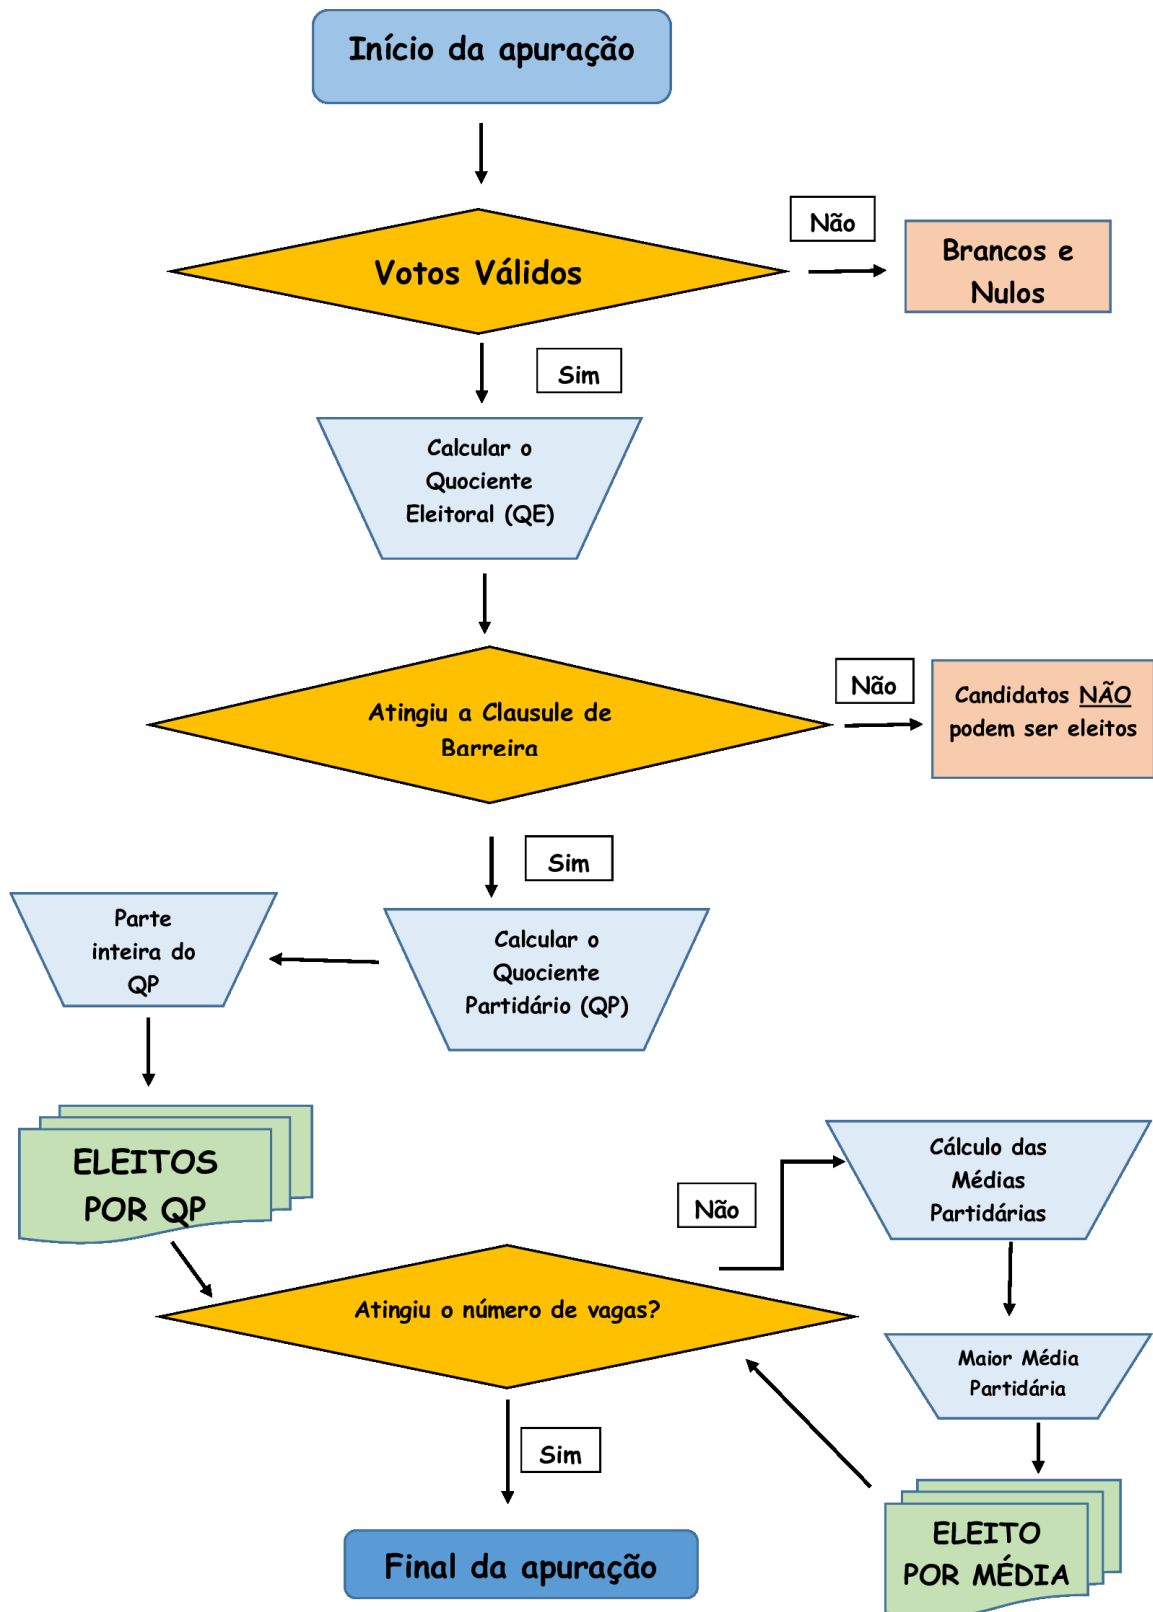 Início da apuração
Não
Votos Válidos
Brancos e
Nulos
Sim
Calcular o
Quociente
Eleitoral (QE)
Não
Atingiu a Clausule de
Barreira
Candidatos NÃO
podem ser eleitos
Sim
Parte
inteira do
QP
Calcular o
Quociente
Partidário (QP)
ELEITOS
POR QP
Não
Cálculo das
Médias
Partidárias
Atingiu o número de vagas?
Maior Média
Partidária
Sim
ELEITO
POR MÉDIA
Final da apuração